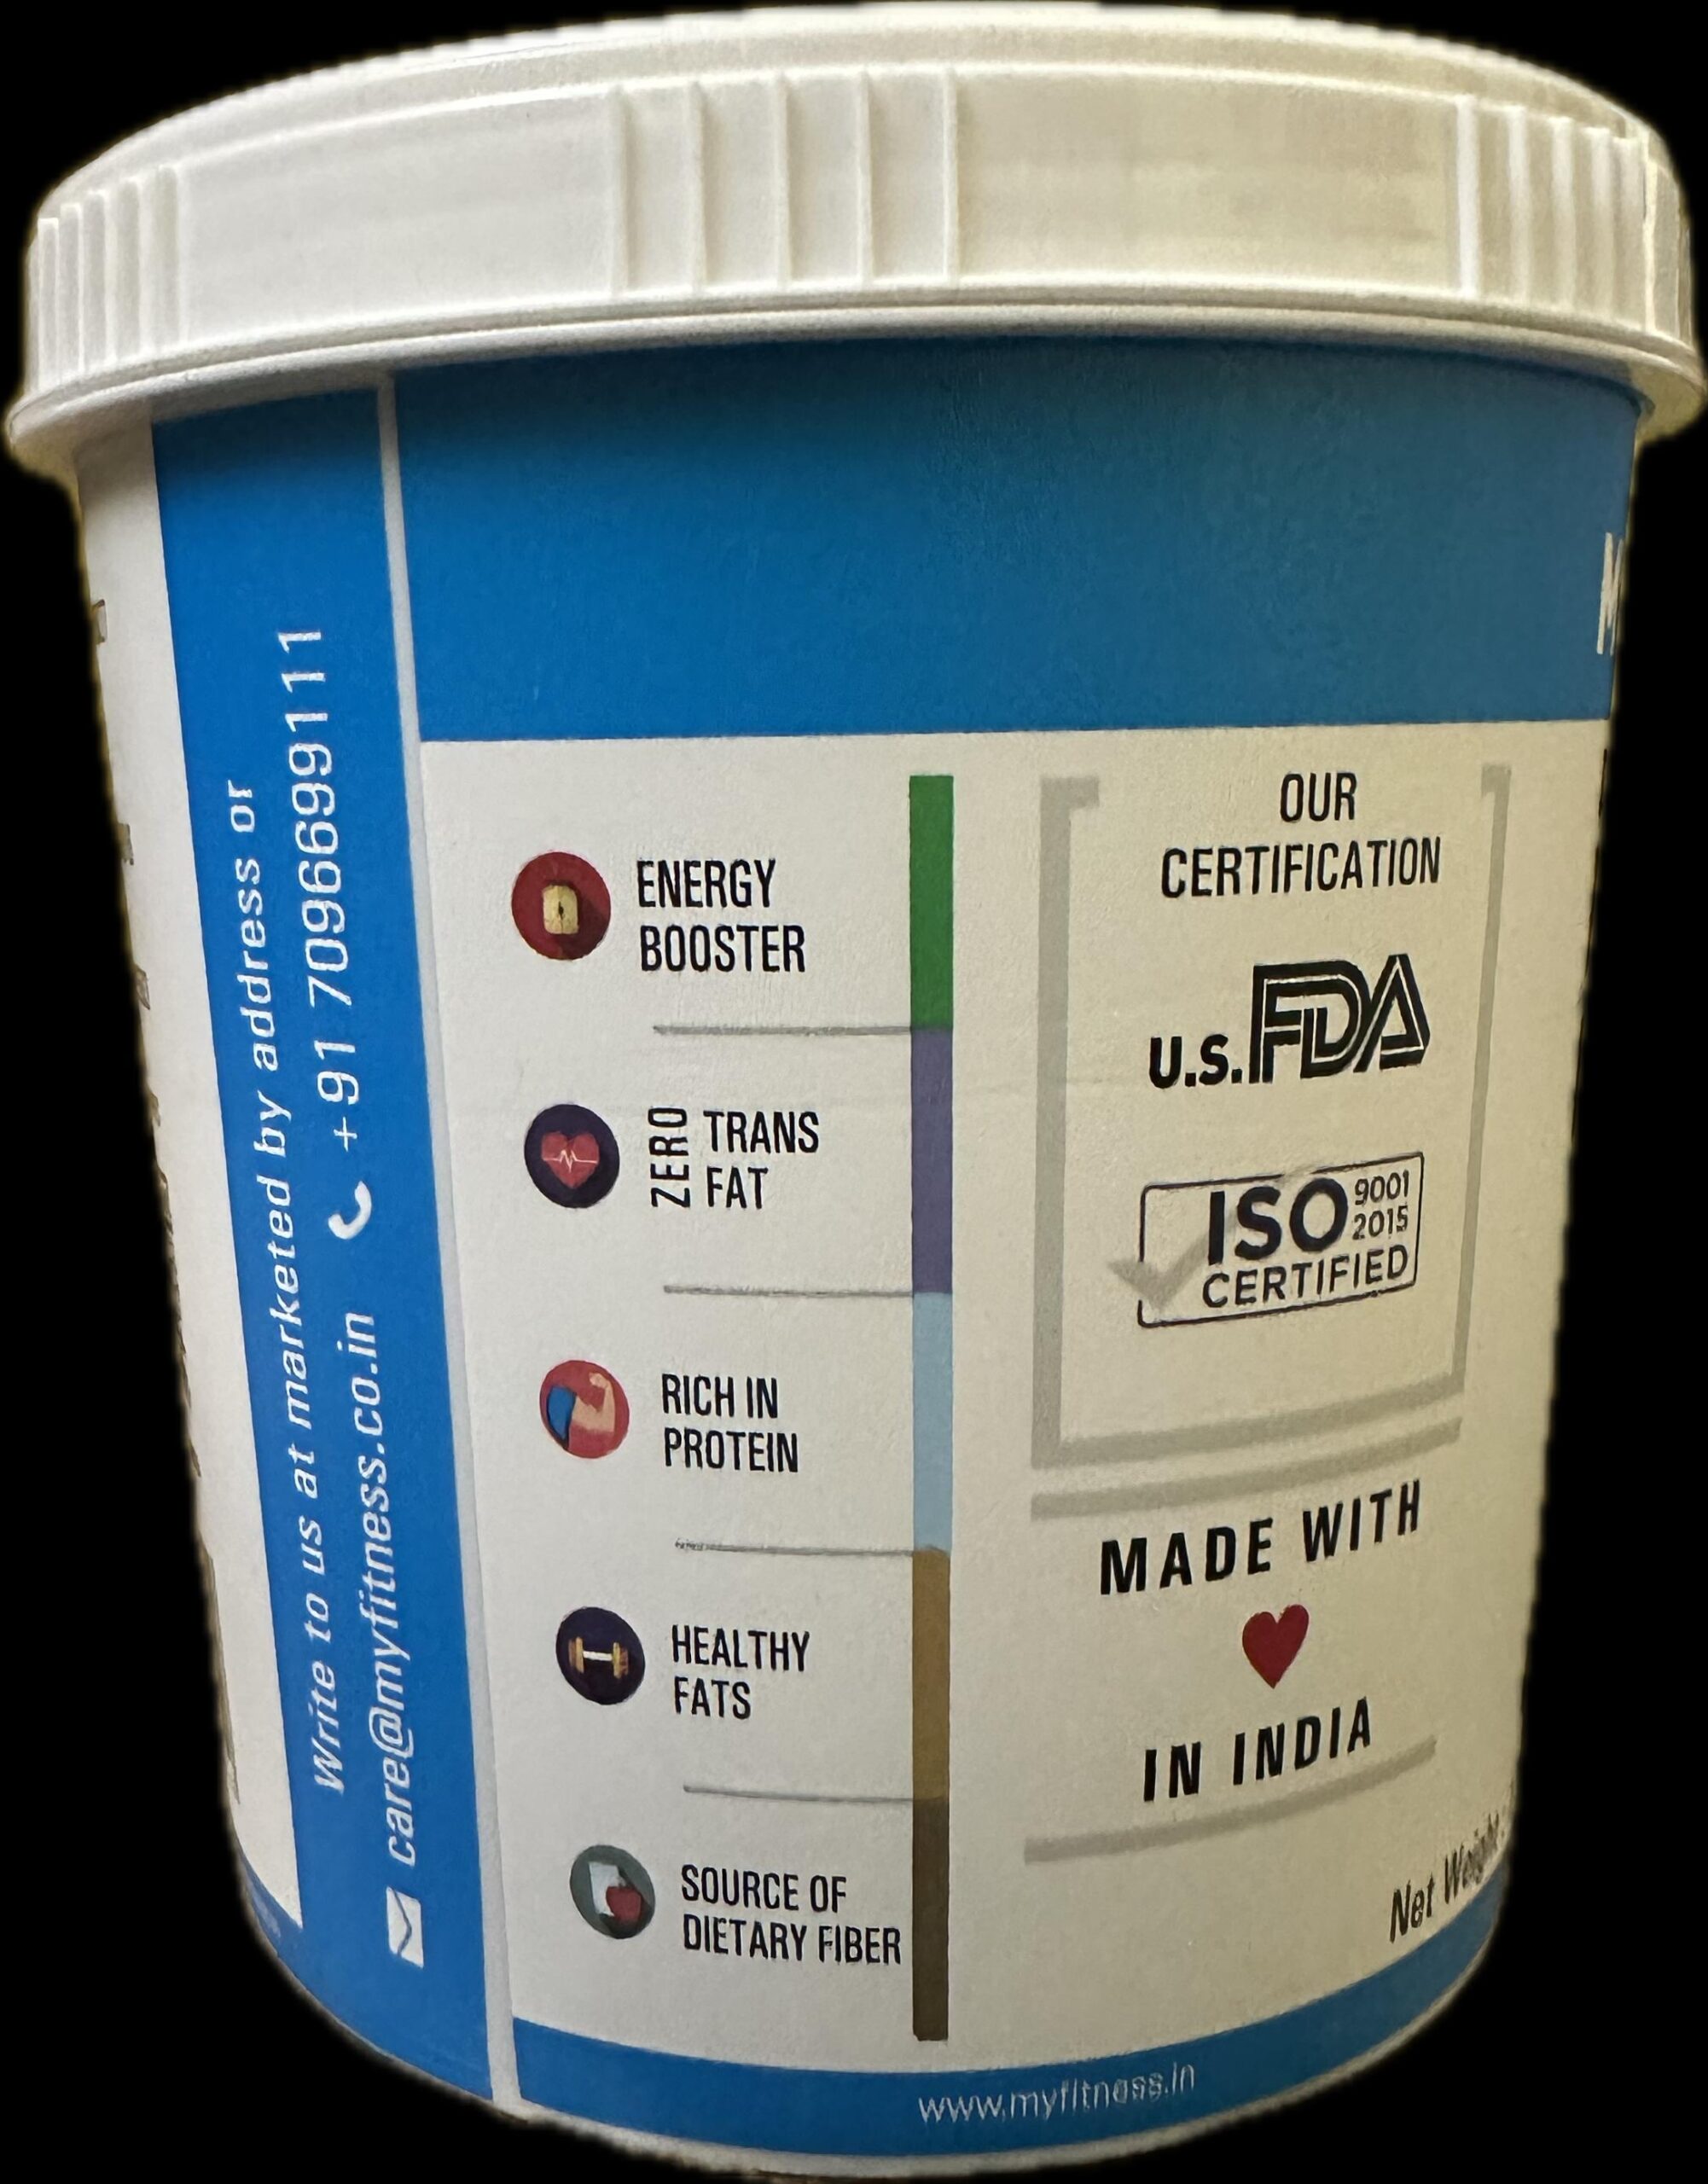 Write to us at marketed by address or
care@myfitness.co.in +91 7096699111
ENERGY
BOOSTER
ZERO TRANS
FAT
RICH IN
PROTEIN
HEALTHY
FATS
SOURCE OF
DIETARY FIBER
OUR
CERTIFICATION
U.S. FDA
ISO 9001
2015
CERTIFIED
MADE WITH
IN INDIA
Net Weight
www.myfitness.in